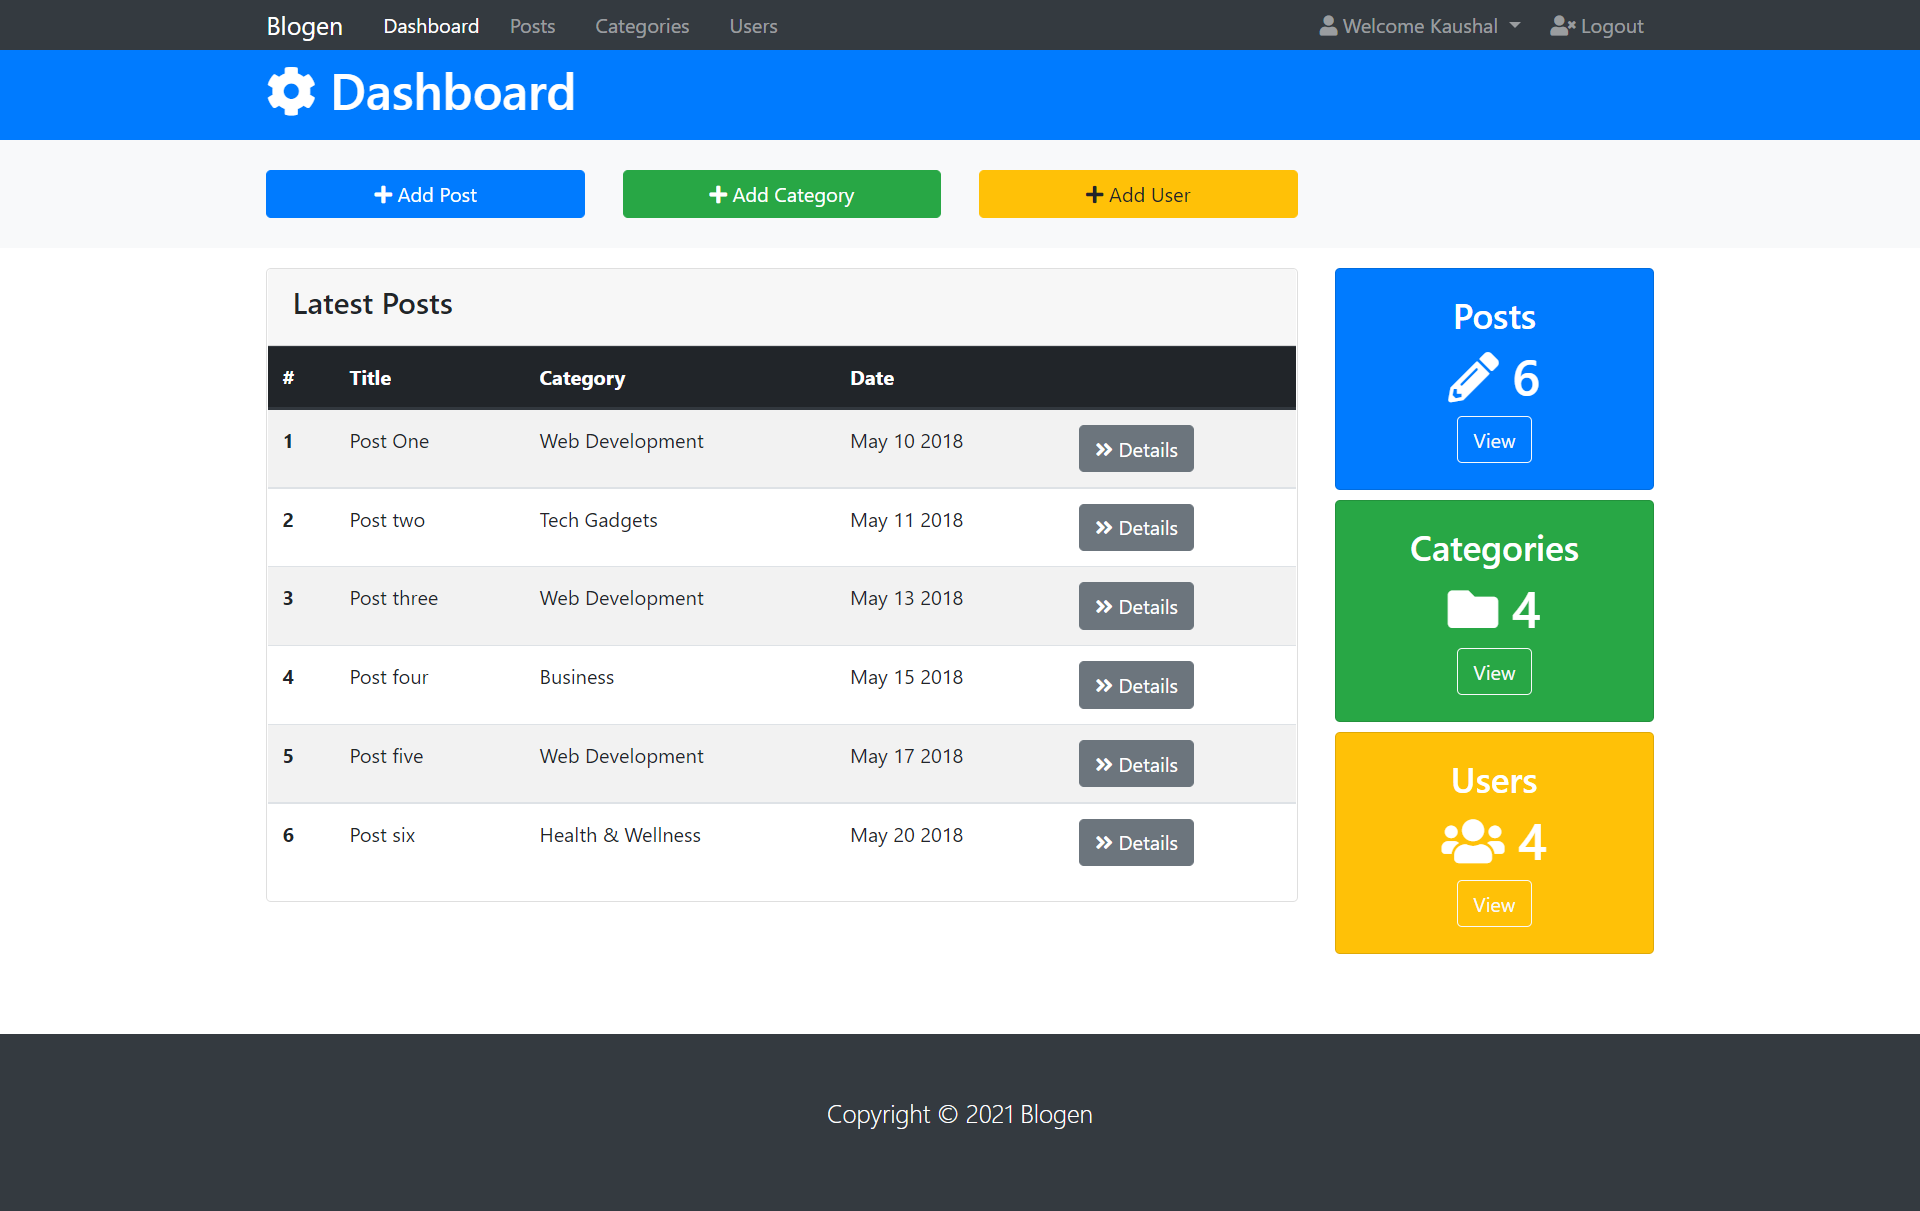 Blogen Dashboard Posts Categories Users Welcome Kaushal Logout
Dashboard
Add Post Add Category Add User
Latest Posts
# Title Category Date
1 Post One Web Development May 10 2018 Details
2 Post two Tech Gadgets May 11 2018 Details
3 Post three Web Development May 13 2018 Details
4 Post four Business May 15 2018 Details
5 Post five Web Development May 17 2018 Details
6 Post six Health & Wellness May 20 2018 Details
Posts
6
View
Categories
4
View
Users
4
View
Copyright © 2021 Blogen